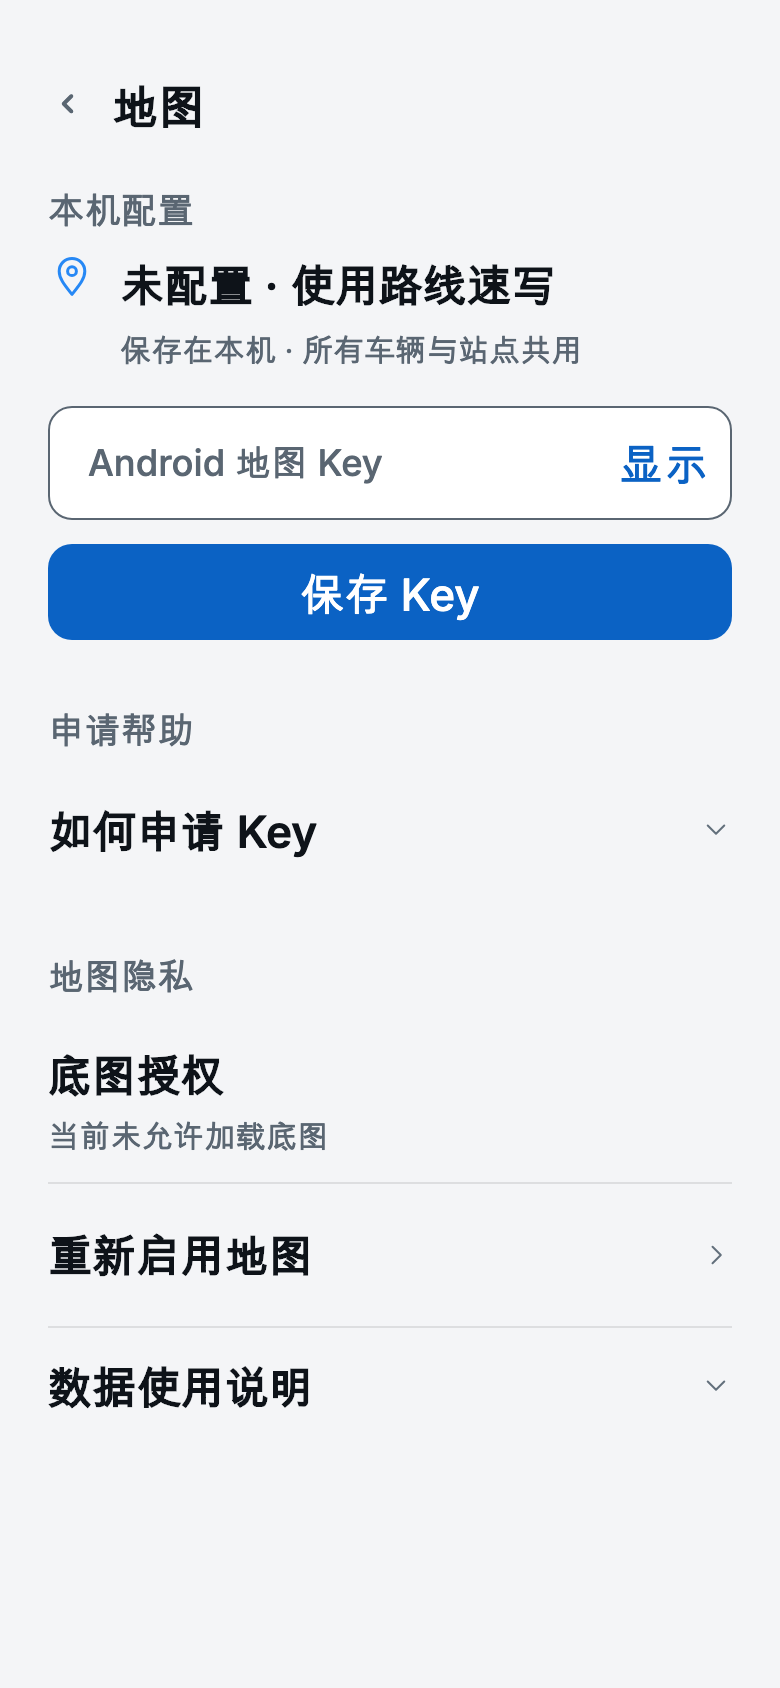 地图
本机配置
未配置 · 使用路线速写
保存在本机 · 所有车辆与站点共用
Android 地图 Key 显示
保存 Key
申请帮助
如何申请 Key
地图隐私
底图授权
当前未允许加载底图
重新启用地图
数据使用说明